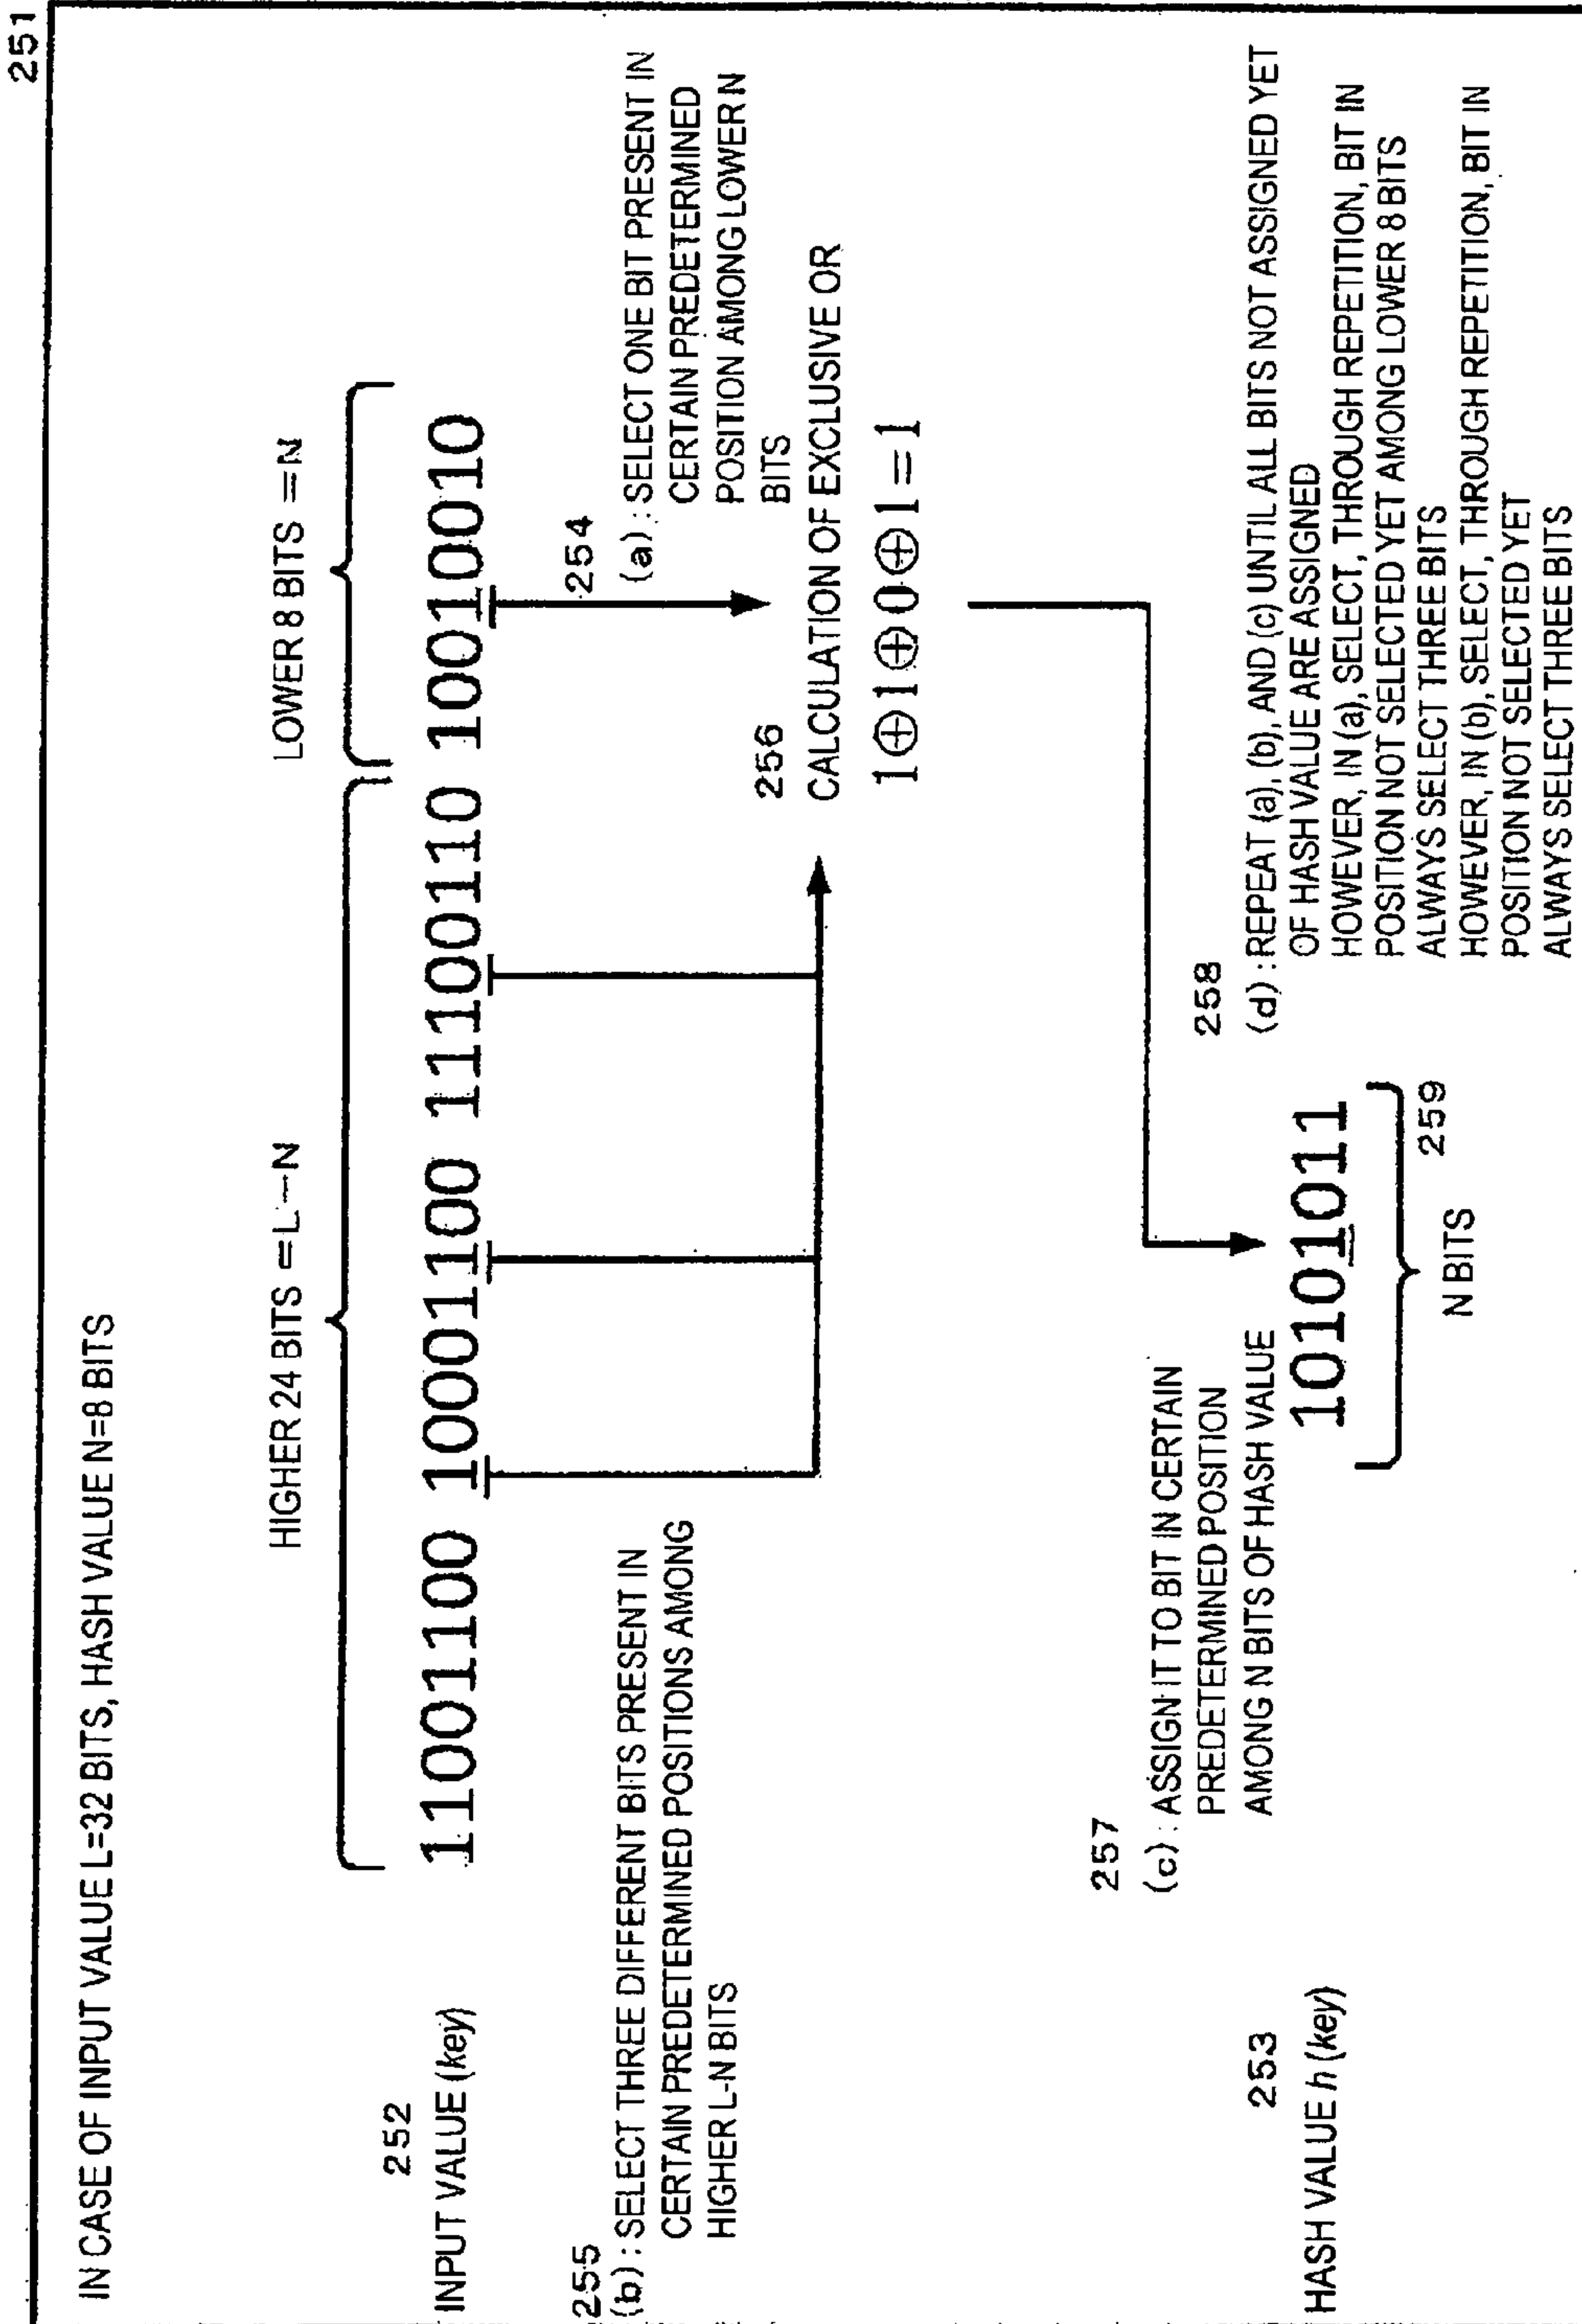 251
IN CASE OF INPUT VALUE L=32 BITS, HASH VALUE N=8 BITS
HIGHER 24 BITS =L-N
LOWER 8 BITS =N
252
INPUT VALUE (key)
11001100 10001100 11100110 10010010
254
(a) : SELECT ONE BIT PRESENT IN
CERTAIN PREDETERMINED
POSITION AMONG LOWER N
BITS
255
(b) : SELECT THREE DIFFERENT BITS PRESENT IN
CERTAIN PREDETERMINED POSITIONS AMONG
HIGHER L-N BITS
256
CALCULATION OF EXCLUSIVE OR
1⊕1⊕0⊕1=1
257
(c) : ASSIGN IT TO BIT IN CERTAIN
PREDETERMINED POSITION
AMONG N BITS OF HASH VALUE
253
HASH VALUE h (key)
10101011
N BITS
259
258
(d) : REPEAT (a), (b), AND (c) UNTIL ALL BITS NOT ASSIGNED YET
OF HASH VALUE ARE ASSIGNED
HOWEVER, IN (a), SELECT, THROUGH REPETITION, BIT IN
POSITION NOT SELECTED YET AMONG LOWER 8 BITS
ALWAYS SELECT THREE BITS
HOWEVER, IN (b), SELECT, THROUGH REPETITION, BIT IN
POSITION NOT SELECTED YET
ALWAYS SELECT THREE BITS